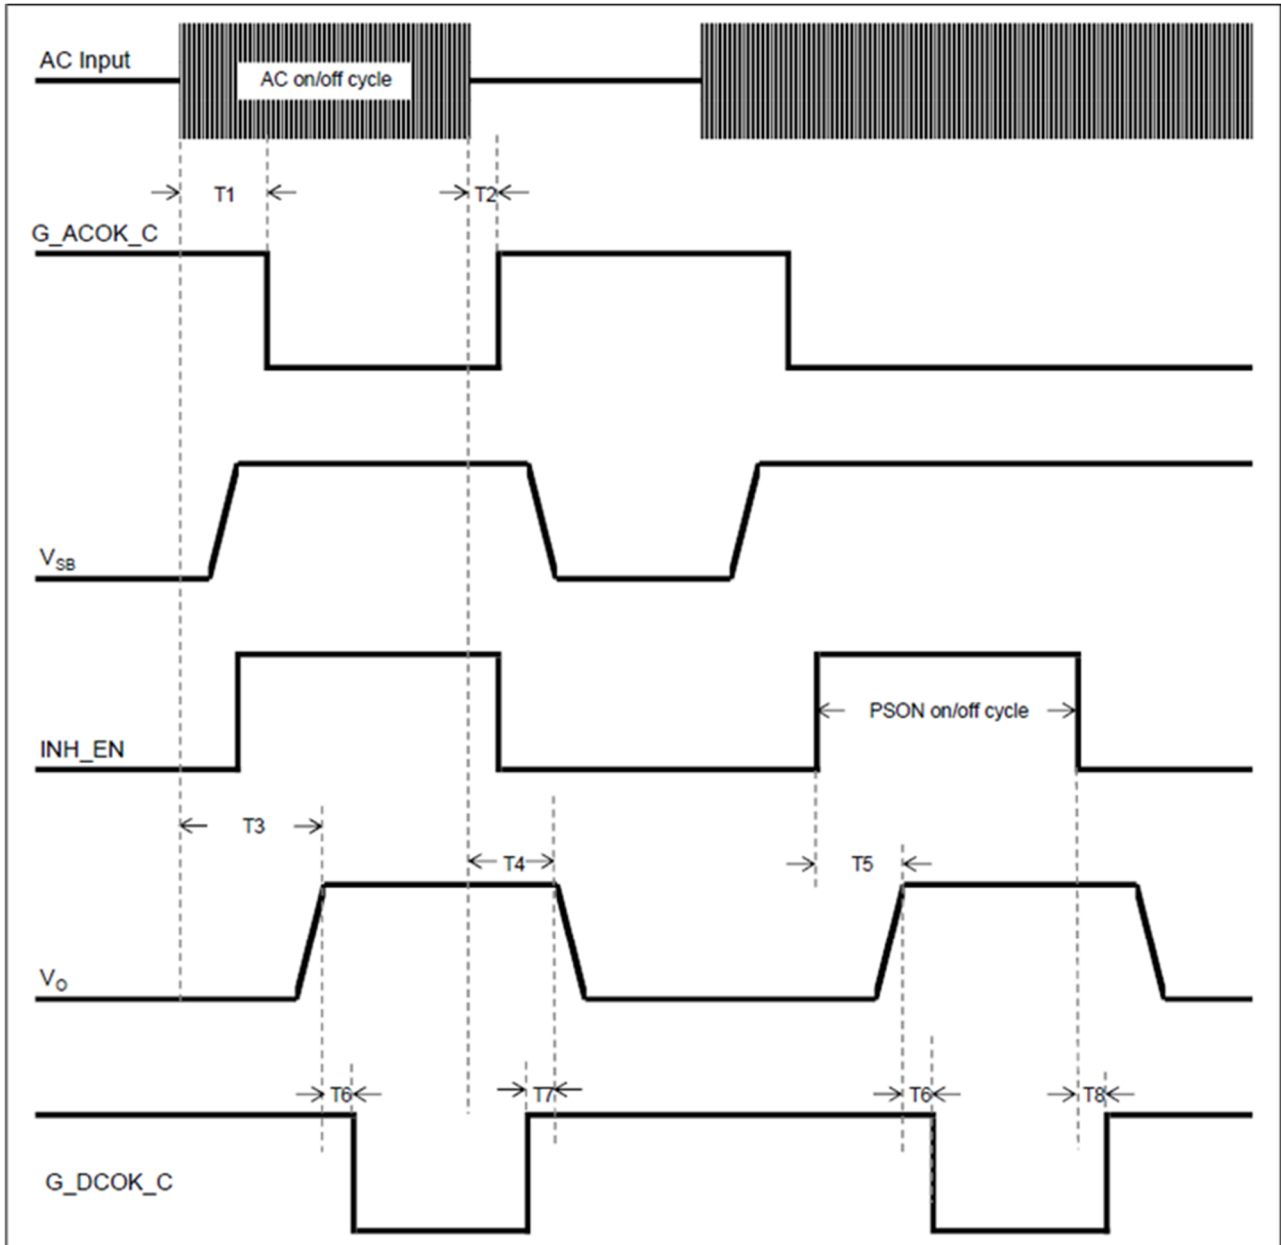 AC Input
AC on/off cycle
T1
T2
G_ACOK_C
VSB
PSON on/off cycle
INH_EN
T3
T4
T5
VO
T6
T7
T6
T8
G_DCOK_C